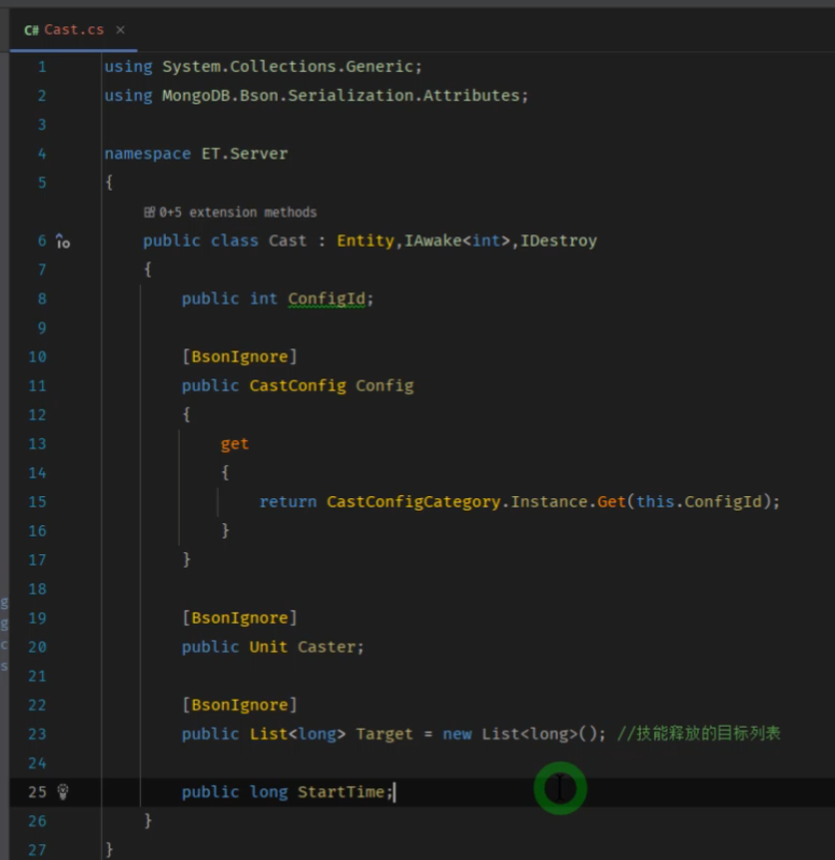 C# Cast.cs ×
1 using System.Collections.Generic;
2 using MongoDB.Bson.Serialization.Attributes;
3
4 namespace ET.Server
5 {
0+5 extension methods
6 public class Cast : Entity,IAwake<int>,IDestroy
7 {
8 public int ConfigId;
9
10 [BsonIgnore]
11 public CastConfig Config
12 {
13 get
14 {
15 return CastConfigCategory.Instance.Get(this.ConfigId);
16 }
17 }
18
19 [BsonIgnore]
20 public Unit Caster;
21
22 [BsonIgnore]
23 public List<long> Target = new List<long>(); //技能释放的目标列表
24
25 public long StartTime;
26 }
27 }
g
g
c
s